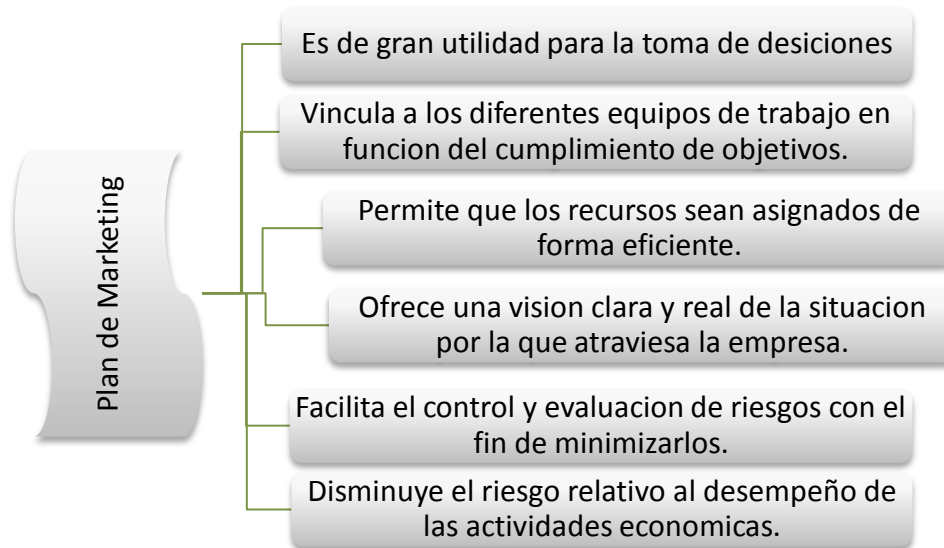 Plan de Marketing
Es de gran utilidad para la toma de desiciones
Vincula a los diferentes equipos de trabajo en
funcion del cumplimiento de objetivos.
Permite que los recursos sean asignados de
forma eficiente.
Ofrece una vision clara y real de la situacion
por la que atraviesa la empresa.
Facilita el control y evaluacion de riesgos con el
fin de minimizarlos.
Disminuye el riesgo relativo al desempeño de
las actividades economicas.